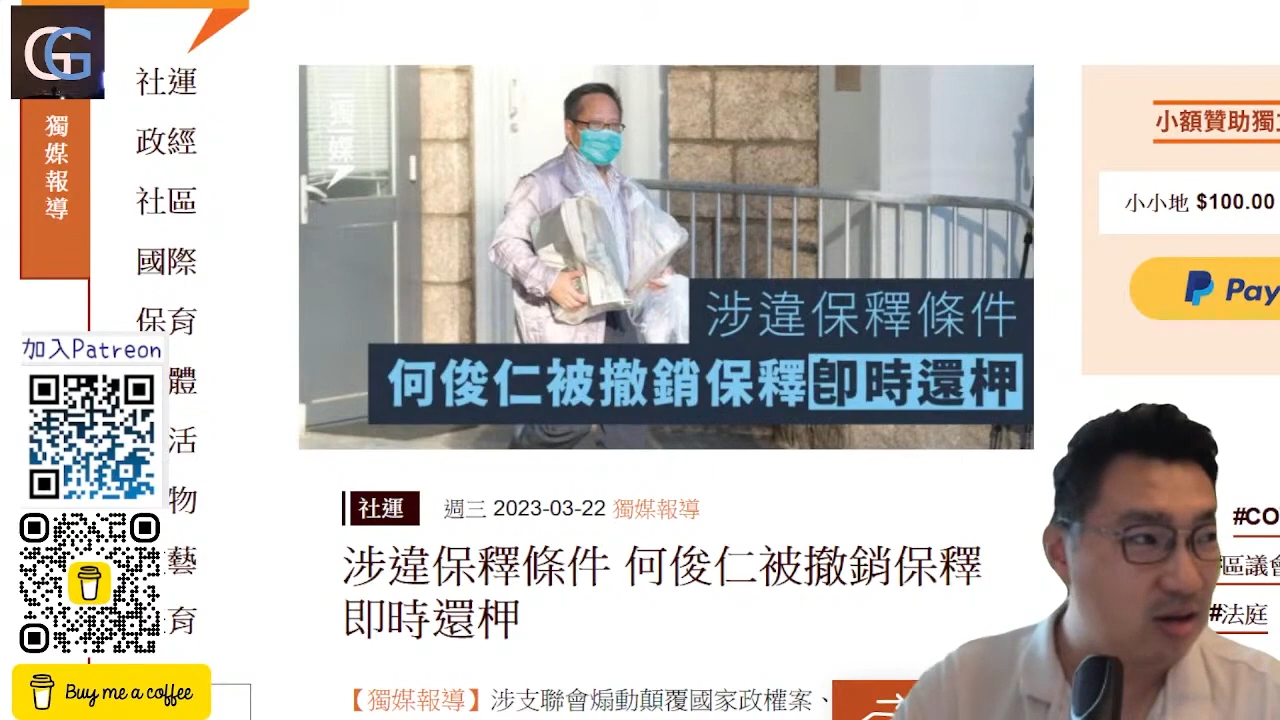 GG
獨媒報導
社運
政經
社區
國際
保育
體
活
物
藝
育
加入Patreon
Buy me a coffee
獨媒
涉違保釋條件
何俊仁被撤銷保釋即時還柙
社運 週三 2023-03-22 獨媒報導
涉違保釋條件 何俊仁被撤銷保釋
即時還柙
【獨媒報導】涉支聯會煽動顛覆國家政權案、
小額贊助獨
小小地 $100.00
Pay
#CO
#區議會
#法庭